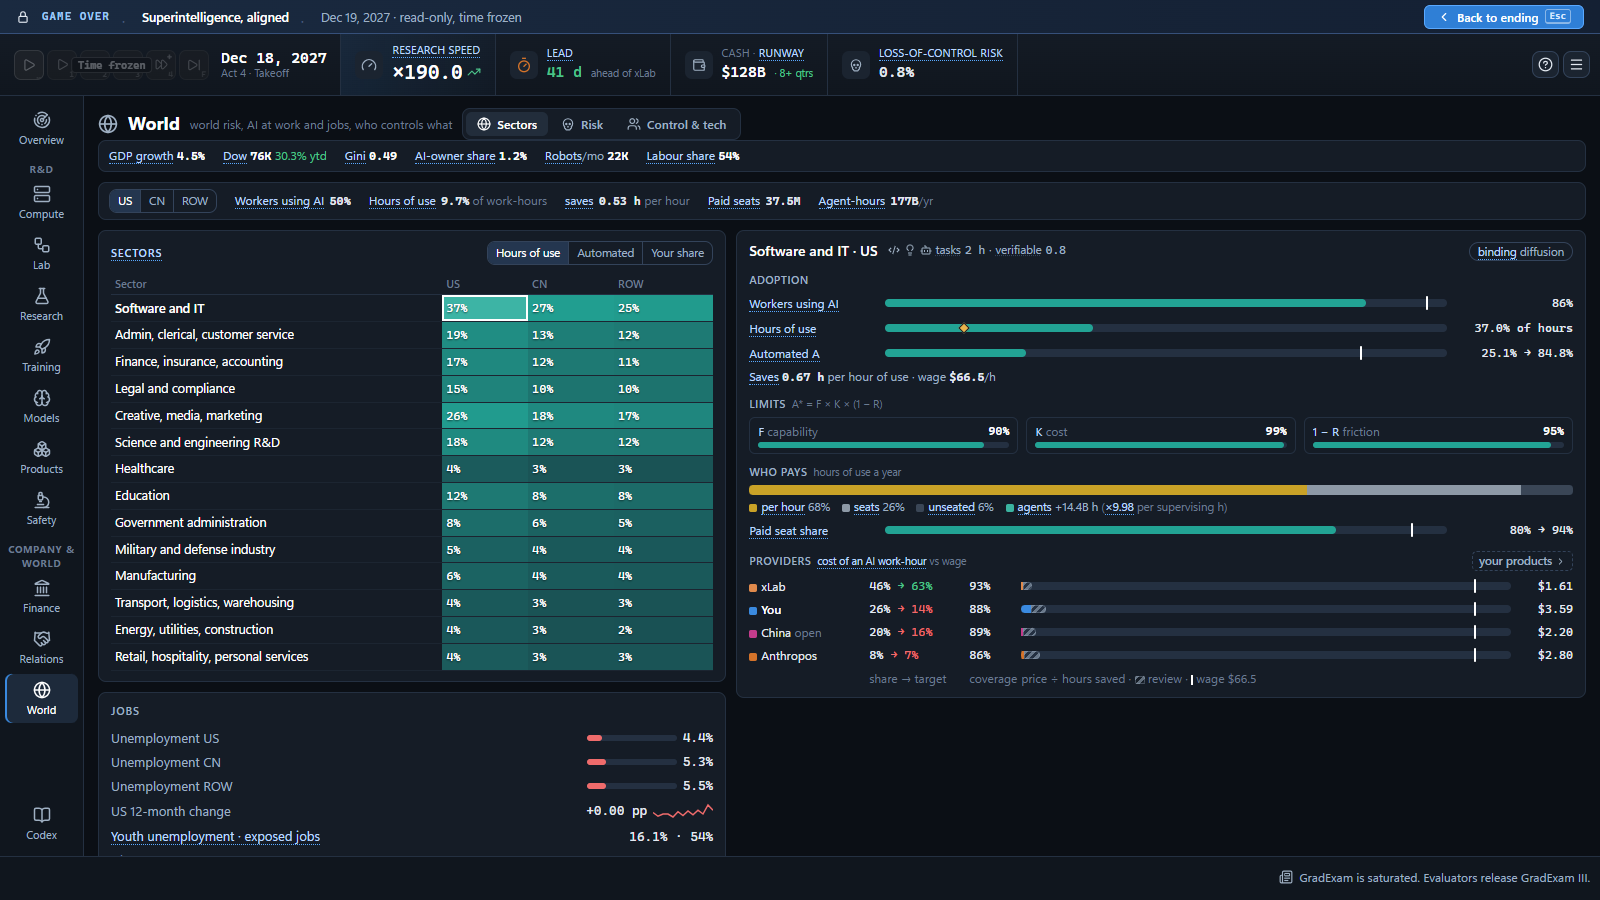 GAME OVER . Superintelligence, aligned . Dec 19, 2027 · read-only, time frozen
Back to ending Esc
Time frozen
Dec 18, 2027
Act 4 · Takeoff
RESEARCH SPEED
×190.0
LEAD
41 d ahead of xLab
CASH · RUNWAY
$128B · 8+ qtrs
LOSS-OF-CONTROL RISK
0.8%
Overview
R&D
Compute
Lab
Research
Training
Models
Products
Safety
COMPANY & WORLD
Finance
Relations
World
Codex
World world risk, AI at work and jobs, who controls what
Sectors Risk Control & tech
GDP growth 4.5% Dow 76K 30.3% ytd Gini 0.49 AI-owner share 1.2% Robots/mo 22K Labour share 54%
US CN ROW Workers using AI 50% Hours of use 9.7% of work-hours saves 0.53 h per hour Paid seats 37.5M Agent-hours 177B/yr
SECTORS Hours of use Automated Your share
Sector US CN ROW
Software and IT 37% 27% 25%
Admin, clerical, customer service 19% 13% 12%
Finance, insurance, accounting 17% 12% 11%
Legal and compliance 15% 10% 10%
Creative, media, marketing 26% 18% 17%
Science and engineering R&D 18% 12% 12%
Healthcare 4% 3% 3%
Education 12% 8% 8%
Government administration 8% 6% 5%
Military and defense industry 5% 4% 4%
Manufacturing 6% 4% 4%
Transport, logistics, warehousing 4% 3% 3%
Energy, utilities, construction 4% 3% 2%
Retail, hospitality, personal services 4% 3% 3%
JOBS
Unemployment US 4.4%
Unemployment CN 5.3%
Unemployment ROW 5.5%
US 12-month change +0.00 pp
Youth unemployment · exposed jobs 16.1% · 54%
Software and IT · US tasks 2 h · verifiable 0.8
binding diffusion
ADOPTION
Workers using AI 86%
Hours of use 37.0% of hours
Automated A 25.1% → 84.8%
Saves 0.67 h per hour of use · wage $66.5/h
LIMITS A* = F × K × (1 − R)
F capability 90%
K cost 99%
1 − R friction 95%
WHO PAYS hours of use a year
per hour 68% seats 26% unseated 6% agents +14.4B h (×9.98 per supervising h)
Paid seat share 80% → 94%
PROVIDERS cost of an AI work-hour vs wage
your products ›
xLab 46% → 63% 93% $1.61
You 26% → 14% 88% $3.59
China open 20% → 16% 89% $2.20
Anthropos 8% → 7% 86% $2.80
share → target coverage price ÷ hours saved · review · wage $66.5
GradExam is saturated. Evaluators release GradExam III.